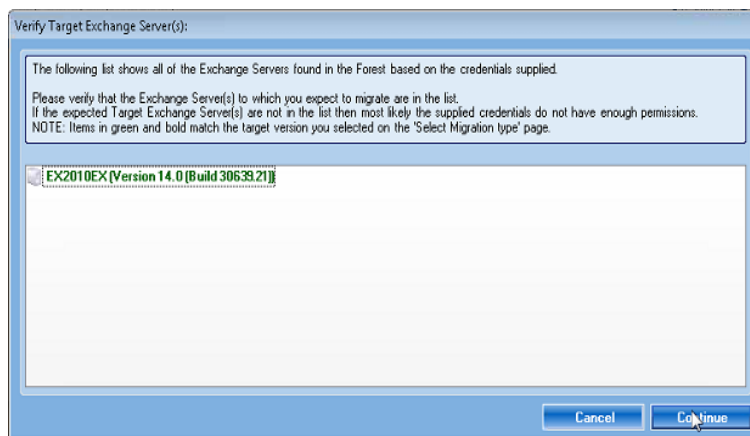 Verify Target Exchange Server(s):
The following list shows all of the Exchange Servers found in the Forest based on the credentials supplied.
Please verify that the Exchange Server(s) to which you expect to migrate are in the list.
If the expected Target Exchange Server(s) are not in the list then most likely the supplied credentials do not have enough permissions.
NOTE: Items in green and bold match the target version you selected on the 'Select Migration type' page.
EX2010EX (Version 14.0 (Build 30639.21))
Cancel
Continue